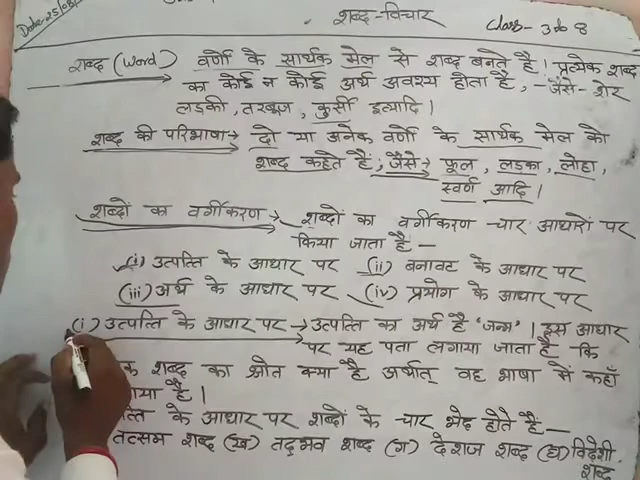 शब्द-विचार
Date-25/08/
Class-3 to 8
शब्द (Word) वर्णो के सार्थक मेल से शब्द बनते है। प्रत्येक शब्द
का कोई न कोई अर्थ अवश्य होता है, -जैसे- शेर
लड़की, तरबूज, कुर्सी इत्यादि।
शब्द की परिभाषा→ दो या अनेक वर्णो के सार्थक मेल को
शब्द कहते हैं; जैसे→ फूल, लड़का, लोहा,
स्वर्ण आदि।
शब्दों का वर्गीकरण→ शब्दों का वर्गीकरण चार आधारों पर
किया जाता है—
(i) उत्पत्ति के आधार पर (ii) बनावट के आधार पर
(iii) अर्थ के आधार पर (iv) प्रयोग के आधार पर
(i) उत्पत्ति के आधार पर→ उत्पत्ति का अर्थ है 'जन्म'। इस आधार
पर यह पता लगाया जाता है कि
शब्द का स्रोत क्या है अर्थात् वह भाषा में कहाँ
है।
के आधार पर शब्दों के चार भेद होते हैं—
तत्सम शब्द (ख) तद्भव शब्द (ग) देशज शब्द (घ) विदेशी
शब्द